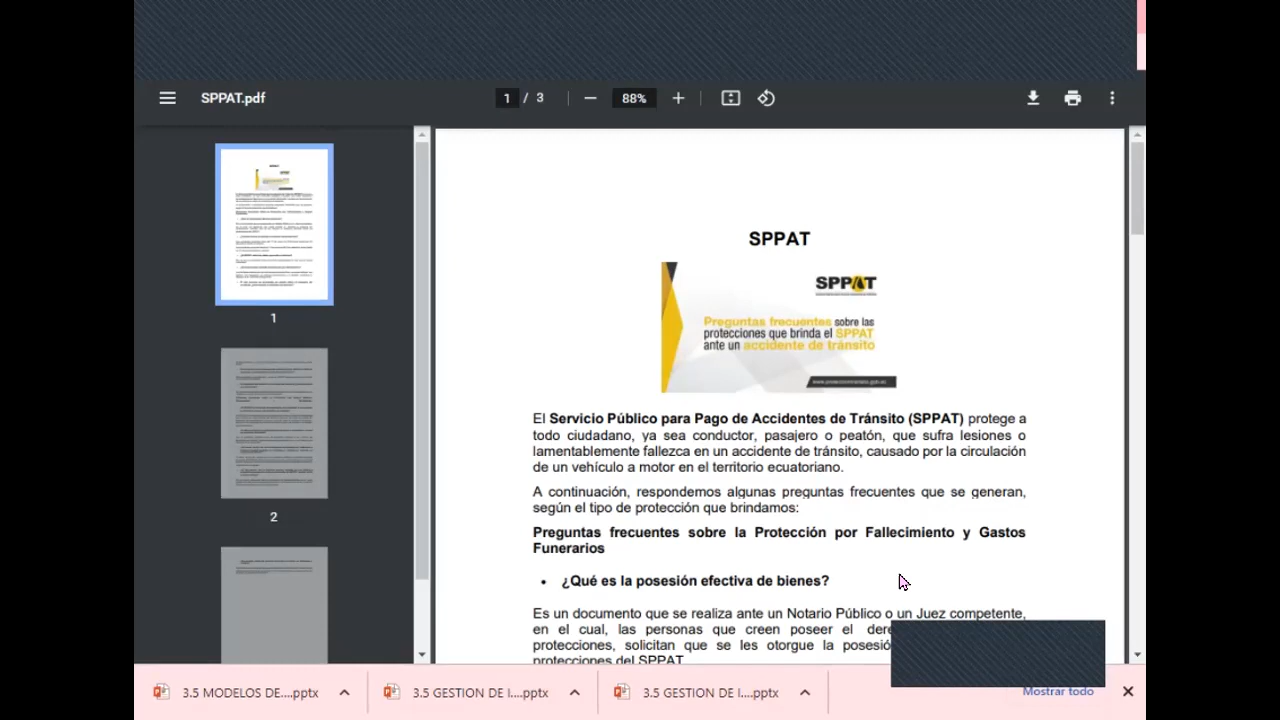 SPPAT.pdf
1 / 3
88%
1
2
SPPAT
SPPAT
Preguntas frecuentes sobre las
protecciones que brinda el SPPAT
ante un accidente de tránsito
El Servicio Público para Pago de Accidentes de Tránsito (SPPAT) protege a
todo ciudadano, ya sea conductor, pasajero o peatón, que sufra lesiones o
lamentablemente fallezca en un accidente de tránsito, causado por la circulación
de un vehículo a motor en el territorio ecuatoriano.
A continuación, respondemos algunas preguntas frecuentes que se generan,
según el tipo de protección que brindamos:
Preguntas frecuentes sobre la Protección por Fallecimiento y Gastos
Funerarios
• ¿Qué es la posesión efectiva de bienes?
Es un documento que se realiza ante un Notario Público o un Juez competente,
en el cual, las personas que creen poseer el
protecciones, solicitan que se les otorgue la
protecciones del SPPAT
3.5 MODELOS DE....pptx
3.5 GESTION DE I....pptx
3.5 GESTION DE I....pptx
Mostrar todo